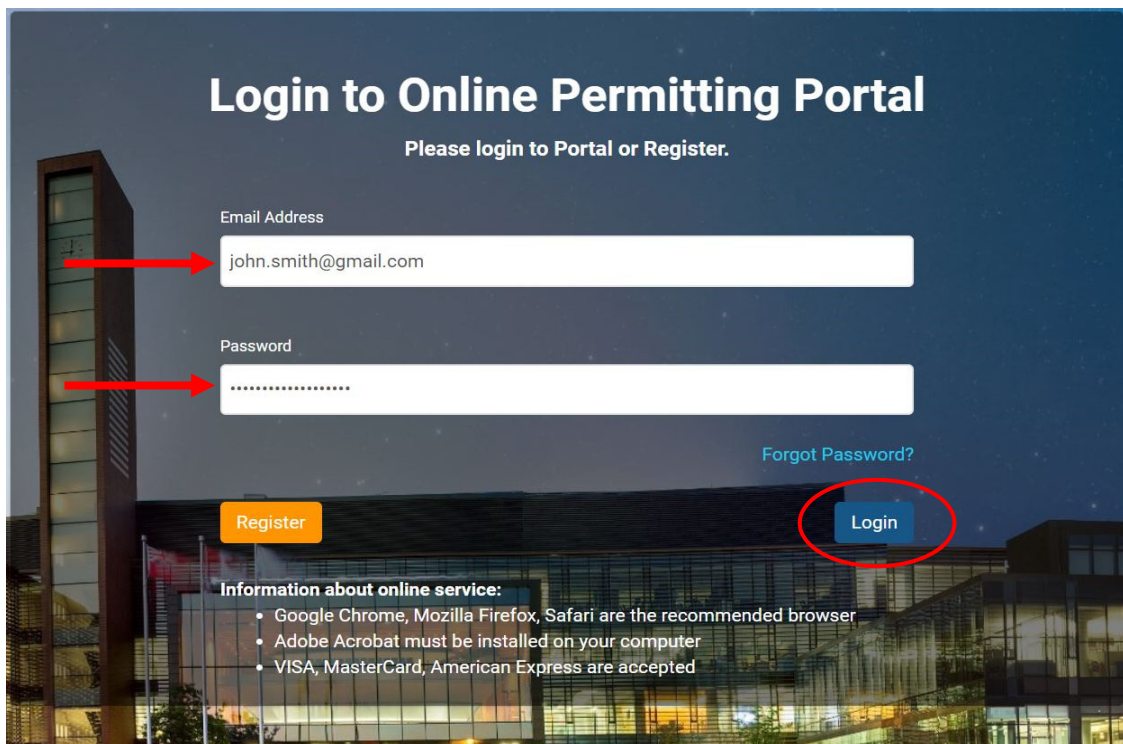 Login to Online Permitting Portal
Please login to Portal or Register.
Email Address
john.smith@gmail.com
Password
Forgot Password?
Register
Login
Information about online service:
• Google Chrome, Mozilla Firefox, Safari are the recommended browser
• Adobe Acrobat must be installed on your computer
• VISA, MasterCard, American Express are accepted